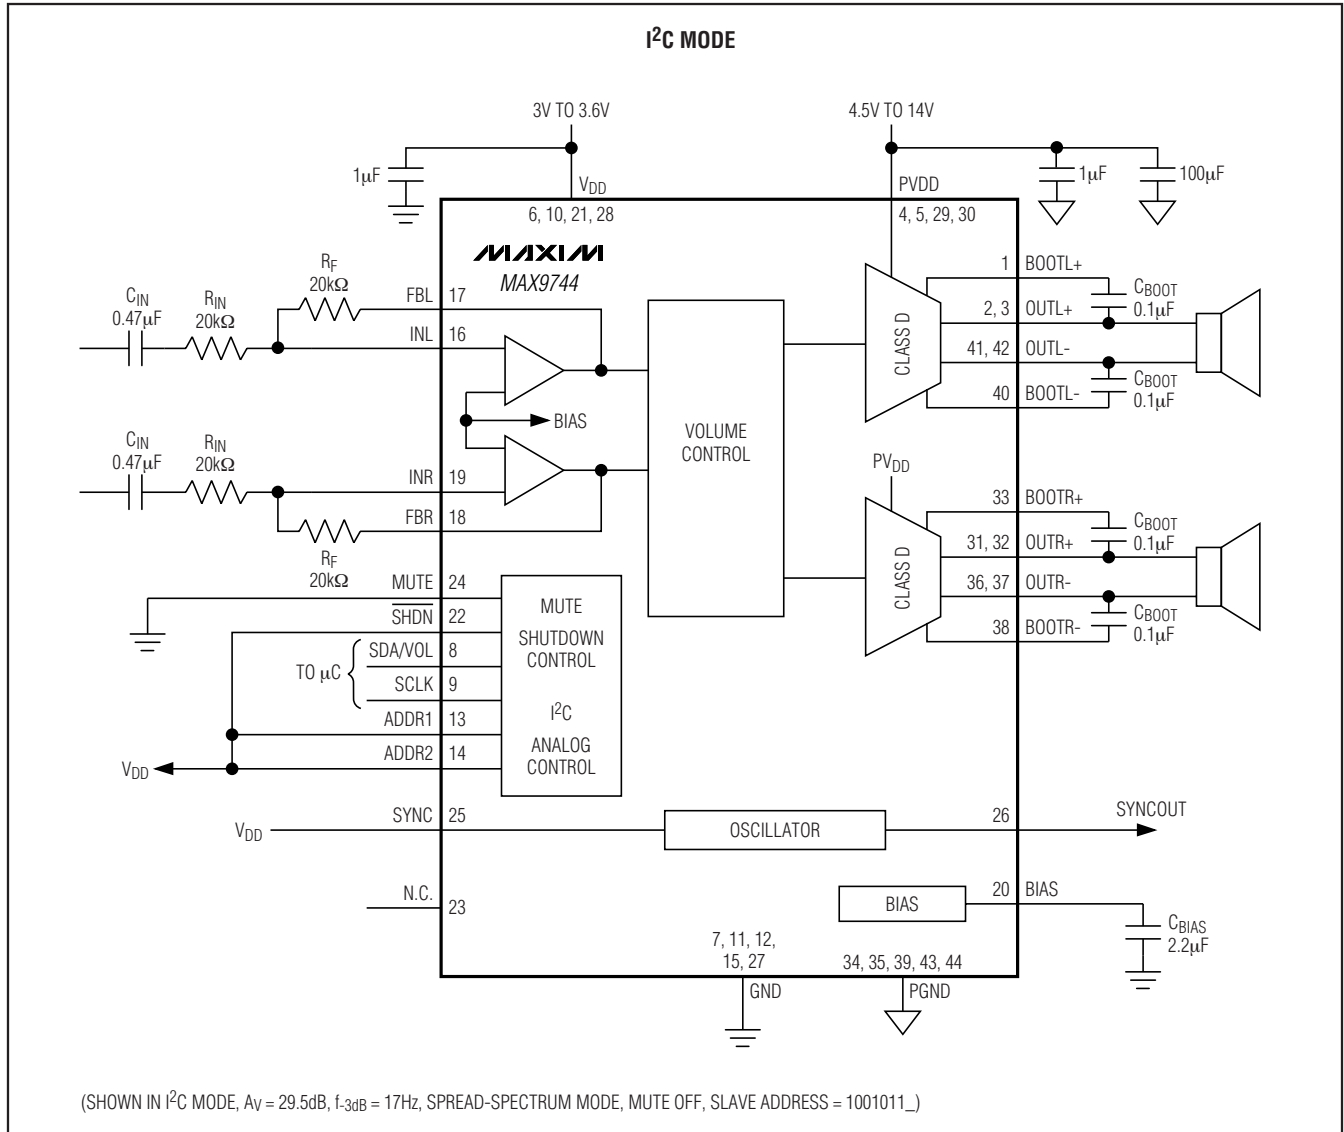 I²C MODE
3V TO 3.6V
4.5V TO 14V
1µF
VDD
PVDD
1µF
100µF
6, 10, 21, 28
4, 5, 29, 30
MAXIM
MAX9744
RF
20kΩ
CIN
0.47µF
RIN
20kΩ
FBL
17
INL
16
BIAS
CIN
0.47µF
RIN
20kΩ
INR
19
FBR
18
RF
20kΩ
VOLUME
CONTROL
CLASS D
1
BOOTL+
2, 3
OUTL+
41, 42
OUTL-
40
BOOTL-
CBOOT
0.1µF
CBOOT
0.1µF
PVDD
CLASS D
33
BOOTR+
31, 32
OUTR+
36, 37
OUTR-
38
BOOTR-
CBOOT
0.1µF
CBOOT
0.1µF
MUTE
24
SHDN
22
SDA/VOL
8
TO µC
SCLK
9
ADDR1
13
ADDR2
14
VDD
MUTE
SHUTDOWN
CONTROL
I²C
ANALOG
CONTROL
VDD
SYNC
25
OSCILLATOR
26
SYNCOUT
N.C.
23
BIAS
20
BIAS
CBIAS
2.2µF
7, 11, 12,
15, 27
GND
34, 35, 39, 43, 44
PGND
(SHOWN IN I²C MODE, AV = 29.5dB, f-3dB = 17Hz, SPREAD-SPECTRUM MODE, MUTE OFF, SLAVE ADDRESS = 1001011_)